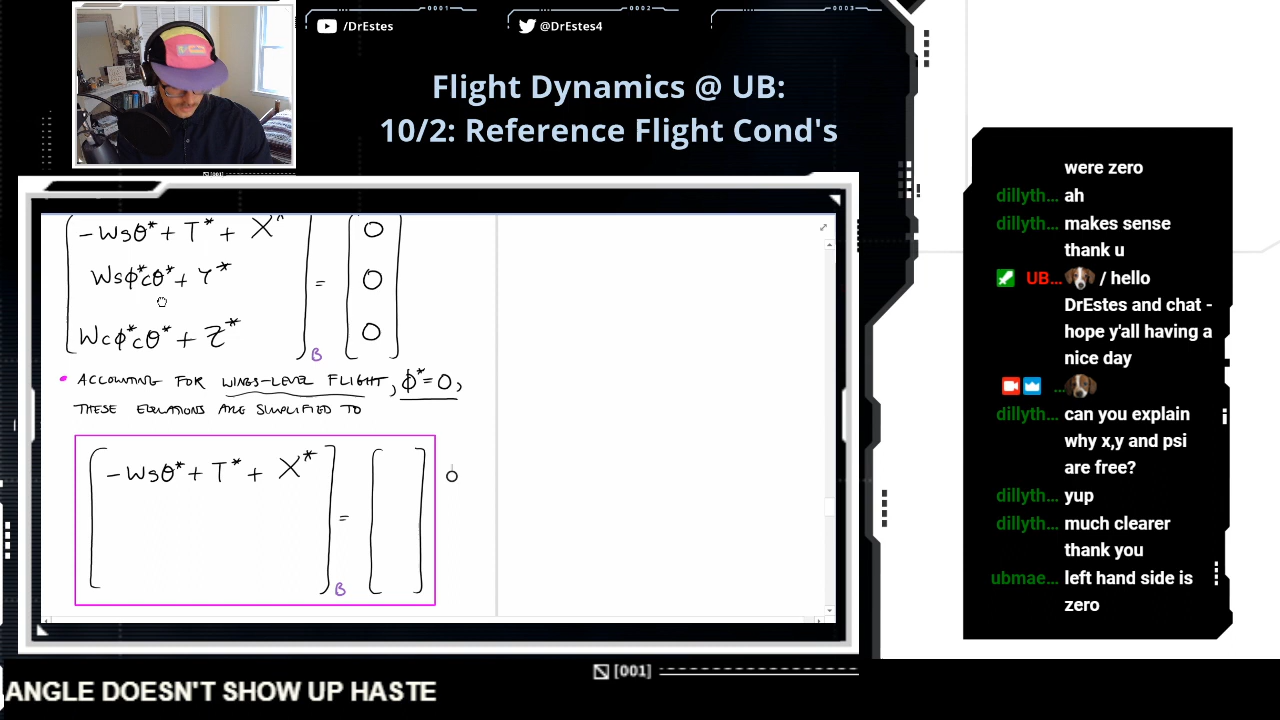 0001
0002
0003
/DrEstes
@DrEstes4
Flight Dynamics @ UB:
10/2: Reference Flight Cond's
[001]
-Wsθ* + T* + X*
Wsφ*cθ* + Y*
Wcφ*cθ* + Z*
B
=
0
0
0
• ACCOUNTING FOR WINGS-LEVEL FLIGHT, φ*=0,
THESE EQUATIONS ARE SIMPLIFIED TO
-Wsθ* + T* + X*
B
=
0
were zero
dillyth... ah
dillyth... makes sense
thank u
UB... / hello
DrEstes and chat -
hope y'all having a
nice day
...
dillyth... can you explain
why x,y and psi
are free?
dillyth... yup
dillyth... much clearer
thank you
ubmae... left hand side is
zero
[001]
ANGLE DOESN'T SHOW UP HASTE